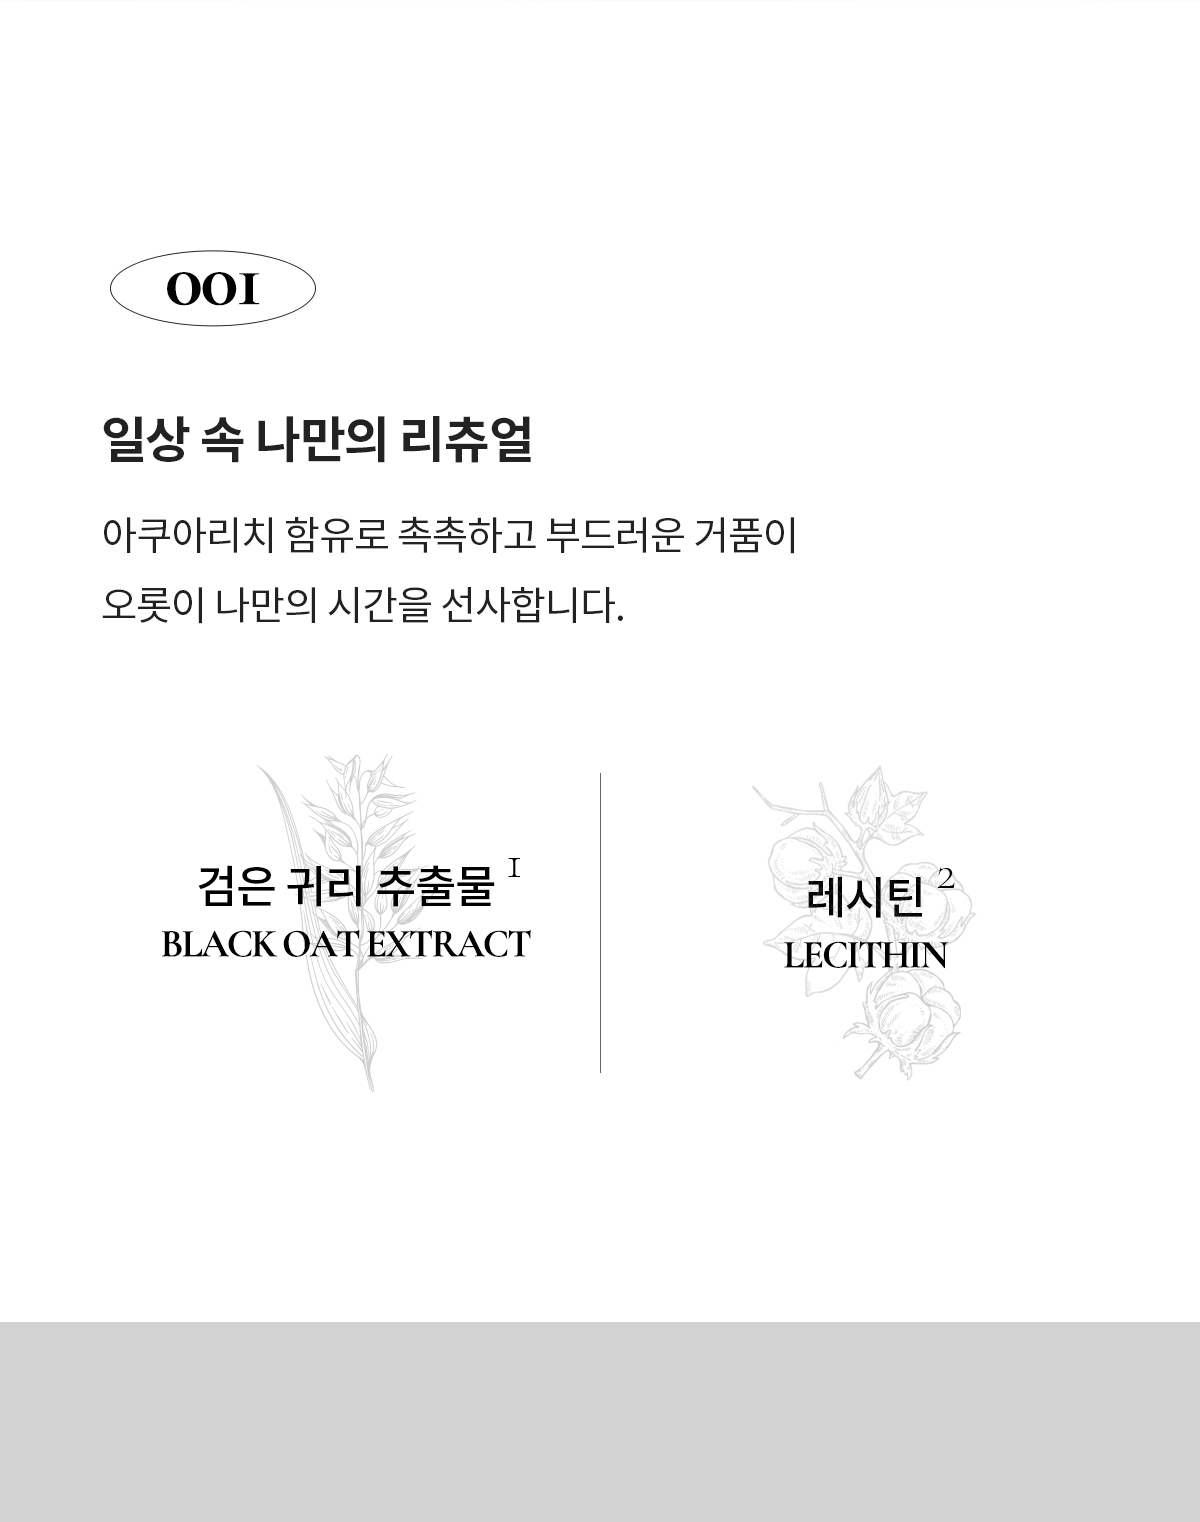 001
일상 속 나만의 리츄얼
아쿠아리치 함유로 촉촉하고 부드러운 거품이
오롯이 나만의 시간을 선사합니다.
검은 귀리 추출물 1
BLACK OAT EXTRACT
레시틴 2
LECITHIN